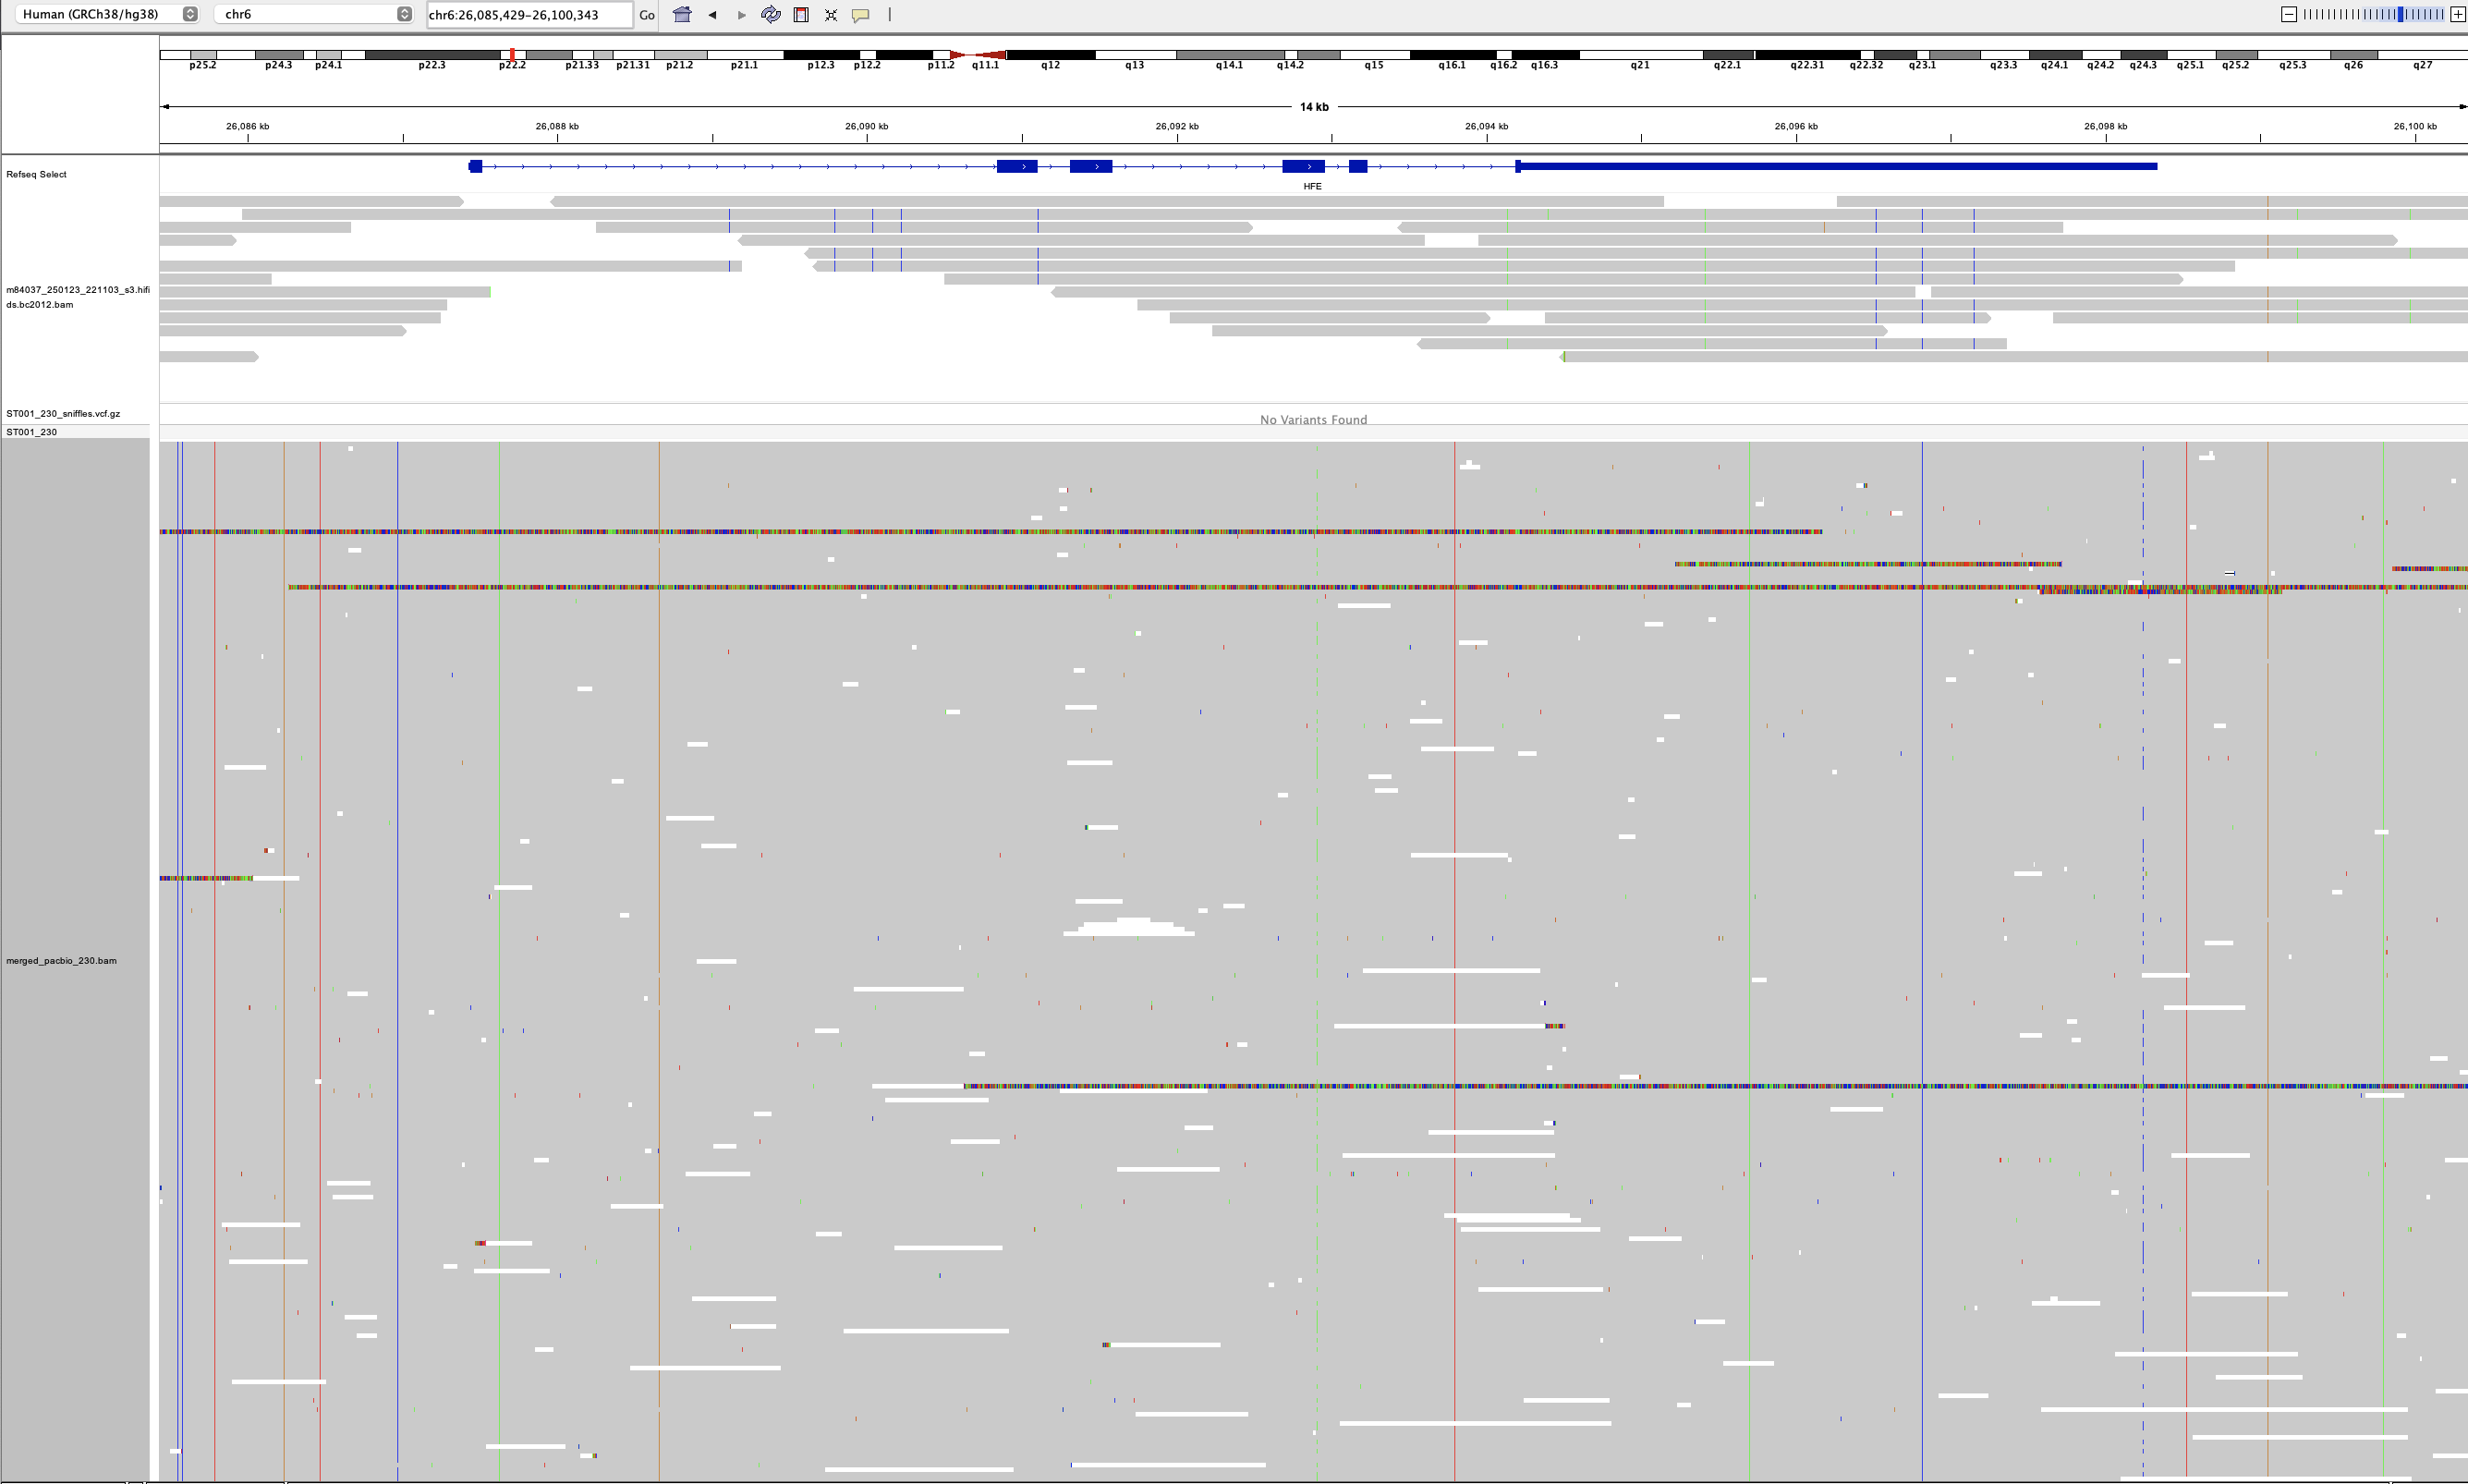 Human (GRCh38/hg38) chr6 chr6:26,085,429-26,100,343 Go
p25.2 p24.3 p24.1 p22.3 p22.2 p21.33 p21.31 p21.2 p21.1 p12.3 p12.2 p11.2 q11.1 q12 q13 q14.1 q14.2 q15 q16.1 q16.2 q16.3 q21 q22.1 q22.31 q22.32 q23.1 q23.3 q24.1 q24.2 q24.3 q25.1 q25.2 q25.3 q26 q27
14 kb
26,086 kb 26,088 kb 26,090 kb 26,092 kb 26,094 kb 26,096 kb 26,098 kb 26,100 kb
Refseq Select
HFE
m84037_250123_221103_s3.hifi
ds.bc2012.bam
ST001_230_sniffles.vcf.gz
No Variants Found
ST001_230
merged_pacbio_230.bam